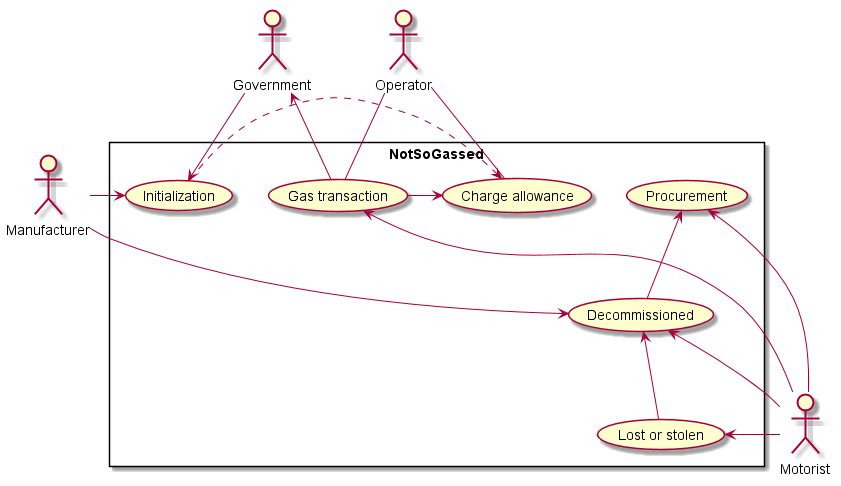 Government
Operator
NotSoGassed
Manufacturer
Initialization
Gas transaction
Charge allowance
Procurement
Decommissioned
Lost or stolen
Motorist